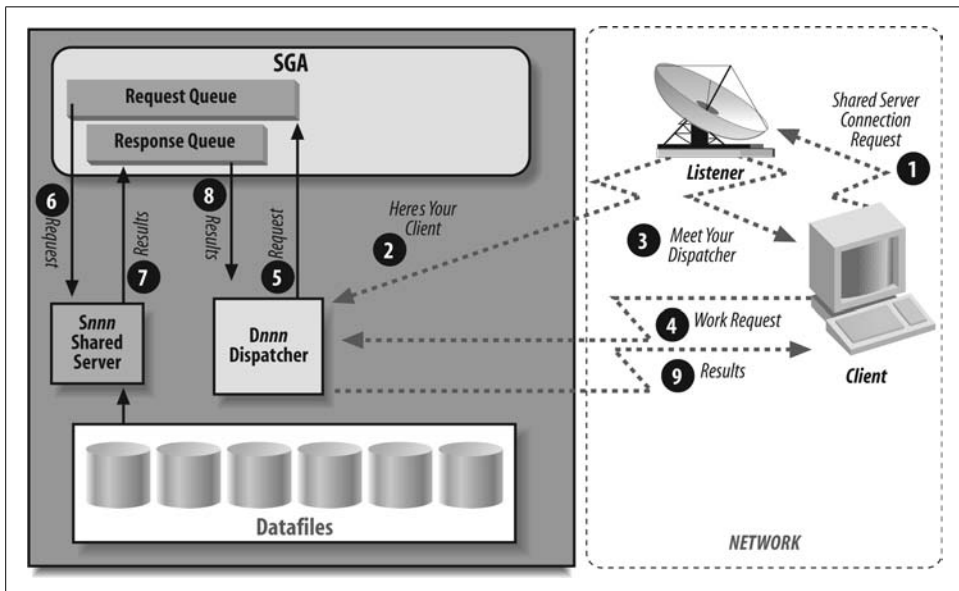 SGA
Request Queue
Response Queue
6
Request
7
Results
8
Results
5
Request
Snnn
Shared
Server
Dnnn
Dispatcher
Datafiles
Heres Your
Client
2
Listener
Shared Server
Connection
Request
1
3
Meet Your
Dispatcher
4
Work Request
9
Results
Client
NETWORK